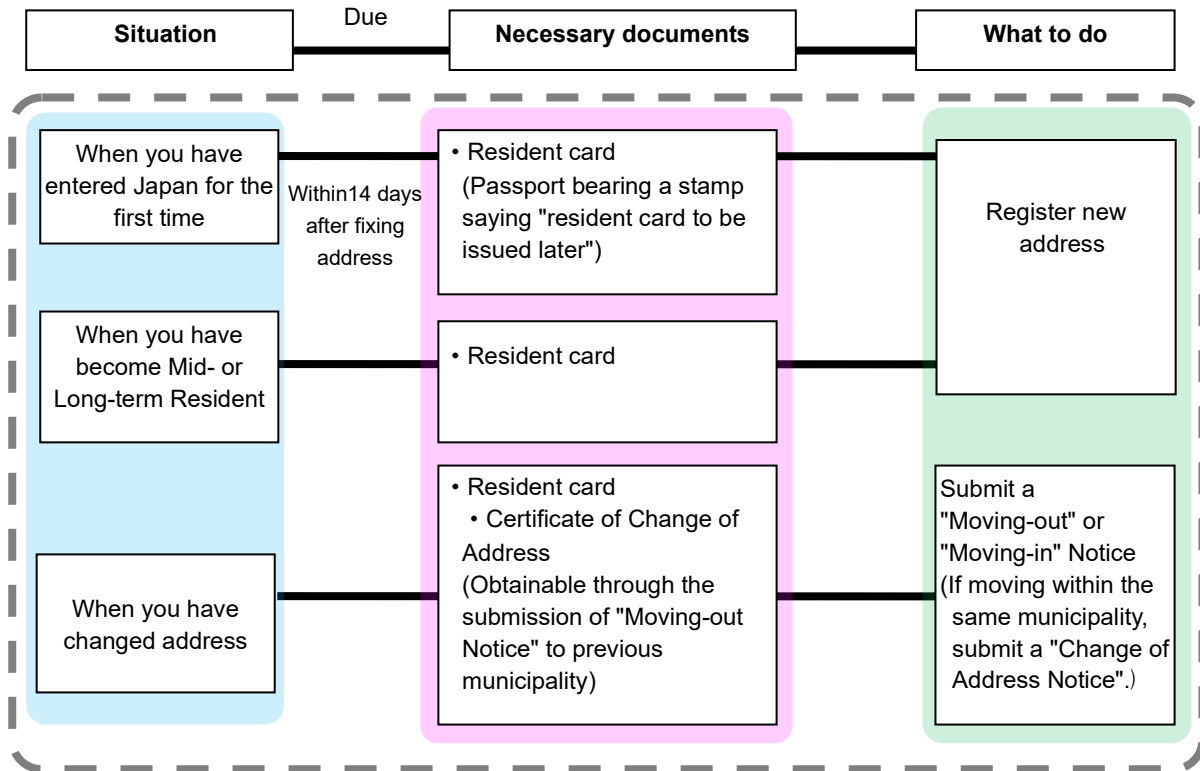 Situation
Due
Necessary documents
What to do
When you have
entered Japan for the
first time
Within14 days
after fixing
address
・Resident card
(Passport bearing a stamp
saying "resident card to be
issued later")
Register new
address
When you have
become Mid- or
Long-term Resident
・Resident card
When you have
changed address
・Resident card
・Certificate of Change of
Address
(Obtainable through the
submission of "Moving-out
Notice" to previous
municipality)
Submit a
"Moving-out" or
"Moving-in" Notice
(If moving within the
same municipality,
submit a "Change of
Address Notice".)